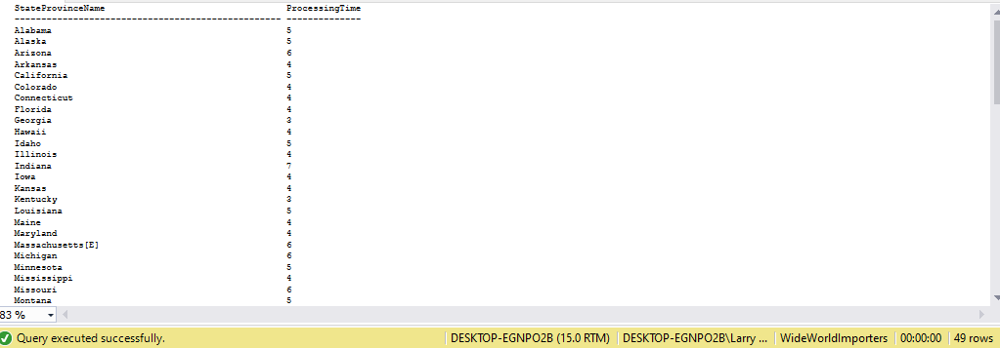 StateProvinceName ProcessingTime
-------------------------------------------------- --------------
Alabama 5
Alaska 5
Arizona 6
Arkansas 4
California 5
Colorado 4
Connecticut 4
Florida 4
Georgia 3
Hawaii 4
Idaho 5
Illinois 4
Indiana 7
Iowa 4
Kansas 4
Kentucky 3
Louisiana 5
Maine 4
Maryland 4
Massachusetts[E] 6
Michigan 6
Minnesota 5
Mississippi 4
Missouri 6
Montana 5
83 %
Query executed successfully. DESKTOP-EGNPO2B (15.0 RTM) DESKTOP-EGNPO2B\Larry ... WideWorldImporters 00:00:00 49 rows